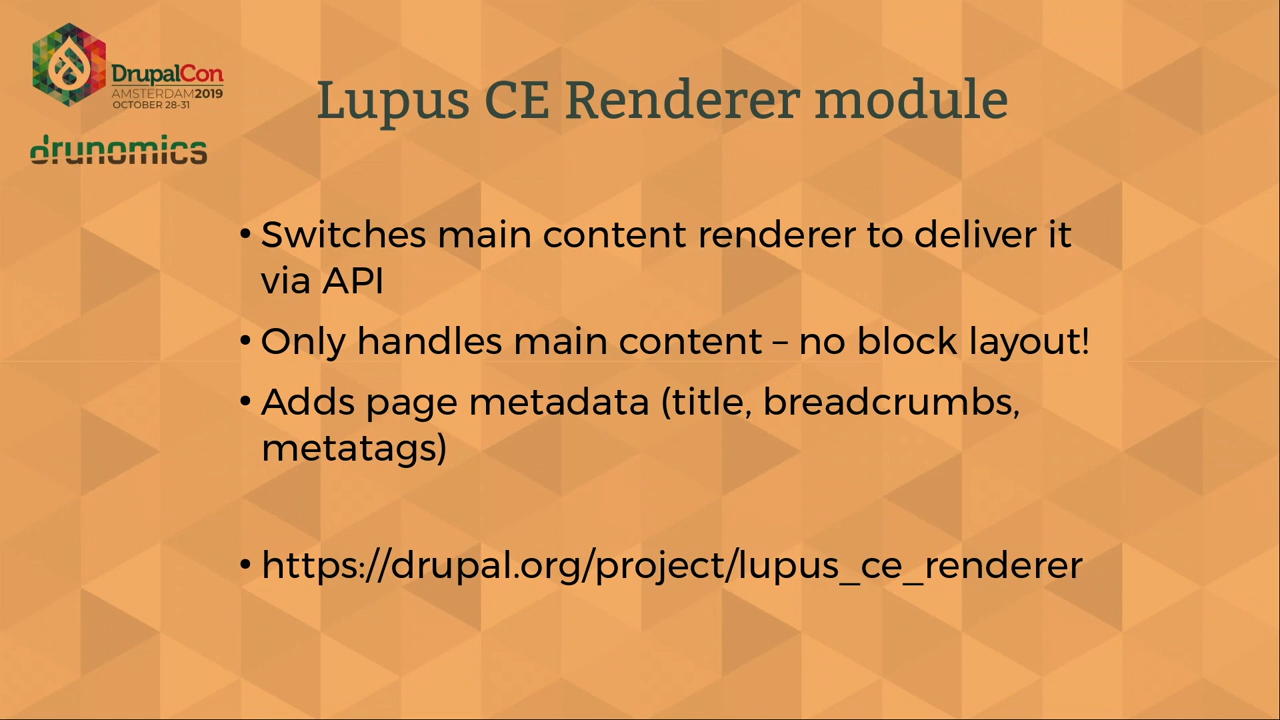 DrupalCon
AMSTERDAM2019
OCTOBER 28-31
drunomics
Lupus CE Renderer module
• Switches main content renderer to deliver it
via API
• Only handles main content – no block layout!
• Adds page metadata (title, breadcrumbs,
metatags)
• https://drupal.org/project/lupus_ce_renderer